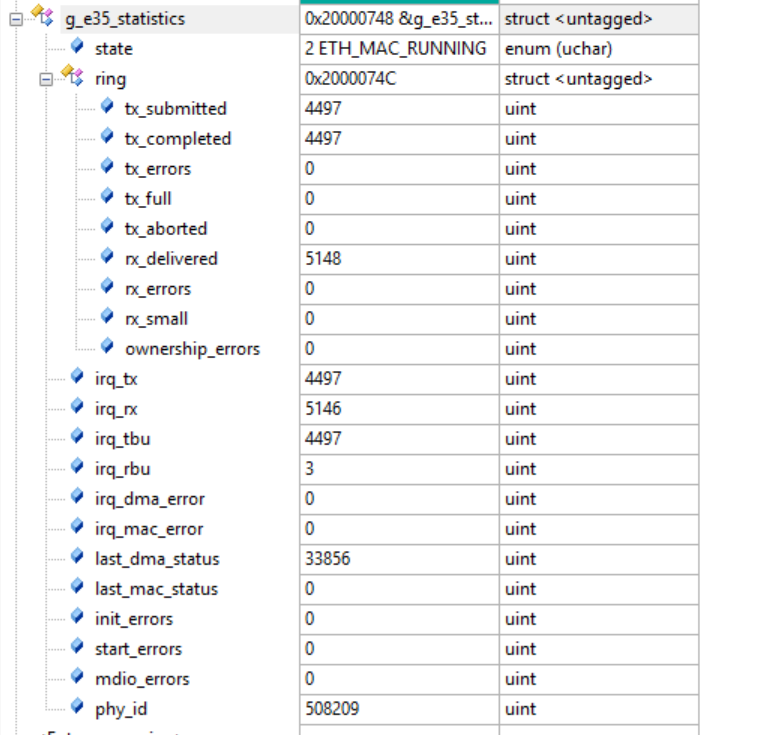 g_e35_statistics 0x20000748 &g_e35_st... struct <untagged>
state 2 ETH_MAC_RUNNING enum (uchar)
ring 0x2000074C struct <untagged>
tx_submitted 4497 uint
tx_completed 4497 uint
tx_errors 0 uint
tx_full 0 uint
tx_aborted 0 uint
rx_delivered 5148 uint
rx_errors 0 uint
rx_small 0 uint
ownership_errors 0 uint
irq_tx 4497 uint
irq_rx 5146 uint
irq_tbu 4497 uint
irq_rbu 3 uint
irq_dma_error 0 uint
irq_mac_error 0 uint
last_dma_status 33856 uint
last_mac_status 0 uint
init_errors 0 uint
start_errors 0 uint
mdio_errors 0 uint
phy_id 508209 uint